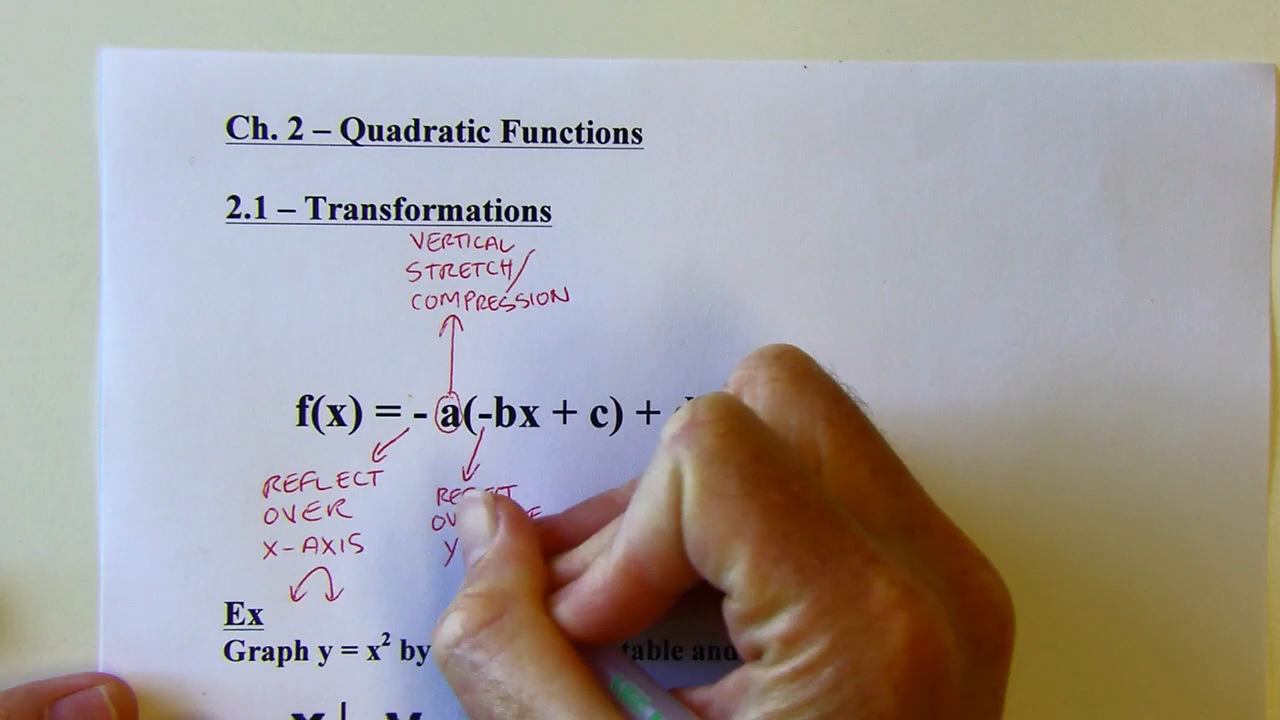 Ch. 2 – Quadratic Functions
2.1 – Transformations
VERTICAL
STRETCH/
COMPRESSION
f(x) = - a(-bx + c) +
REFLECT
OVER
X-AXIS
Y
Ex
Graph y = x² by table and